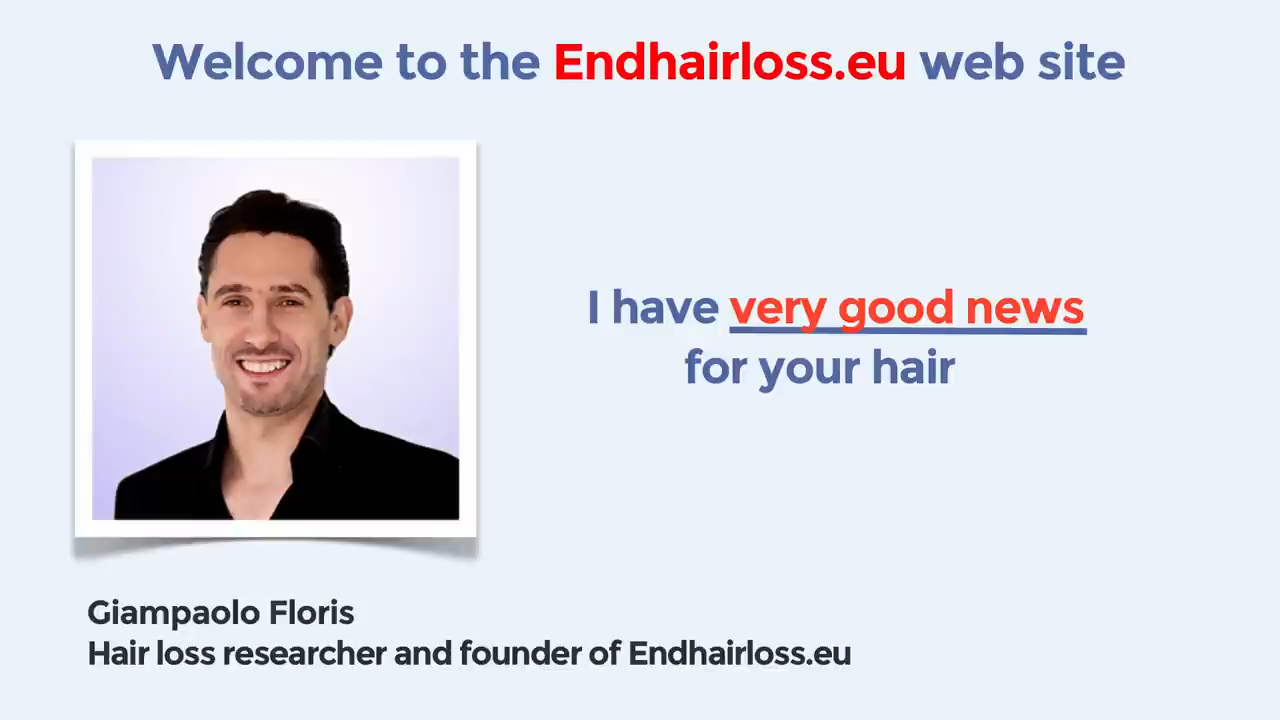 Welcome to the Endhairloss.eu web site
I have very good news
for your hair
Giampaolo Floris
Hair loss researcher and founder of Endhairloss.eu